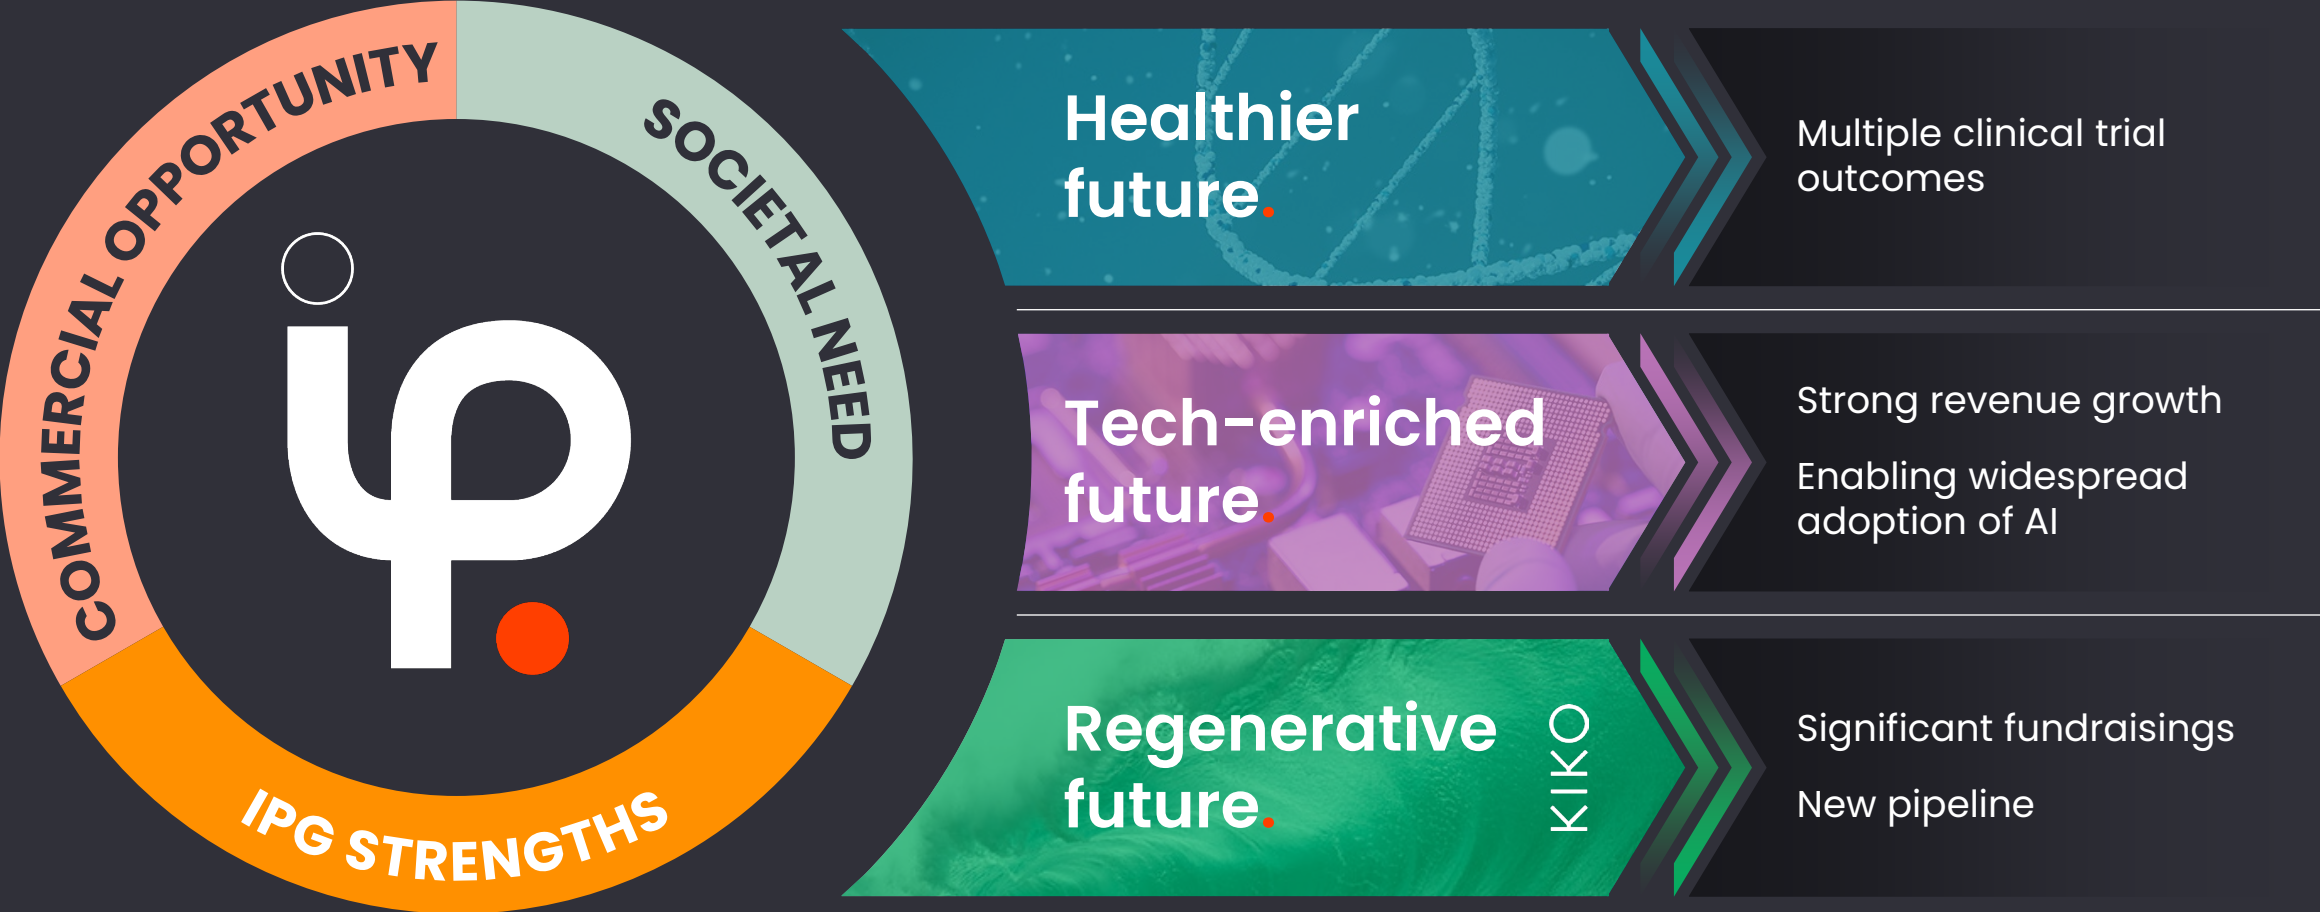 COMMERCIAL OPPORTUNITY
SOCIETAL NEED
IPG STRENGTHS
ip.
Healthier
future.
Multiple clinical trial
outcomes
Tech-enriched
future.
Strong revenue growth
Enabling widespread
adoption of AI
Regenerative
future.
KIKO
Significant fundraisings
New pipeline